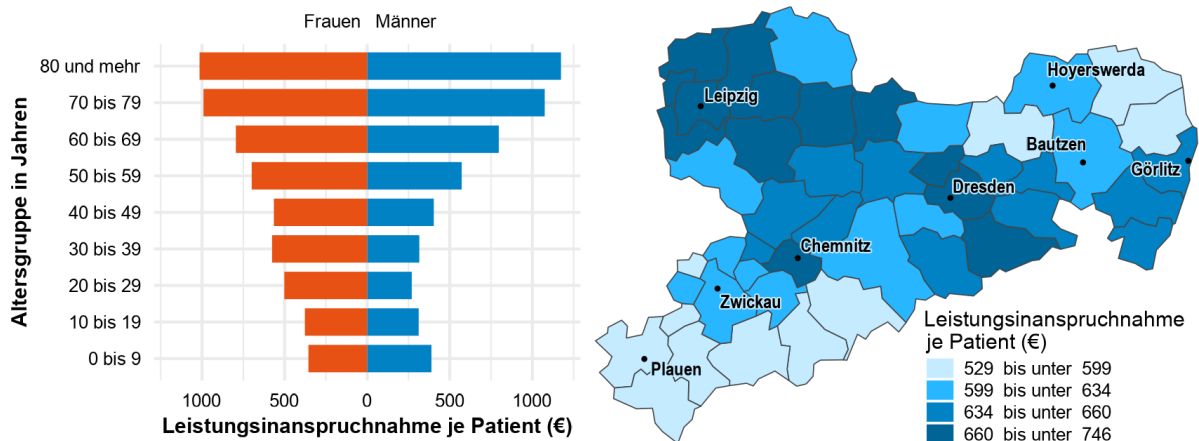 Frauen Männer
Altersgruppe in Jahren
80 und mehr
70 bis 79
60 bis 69
50 bis 59
40 bis 49
30 bis 39
20 bis 29
10 bis 19
0 bis 9
1000 500 0 500 1000
Leistungsinanspruchnahme je Patient (€)
Hoyerswerda
Leipzig
Bautzen
Görlitz
Dresden
Chemnitz
Zwickau
Plauen
Leistungsinanspruchnahme
je Patient (€)
529 bis unter 599
599 bis unter 634
634 bis unter 660
660 bis unter 746